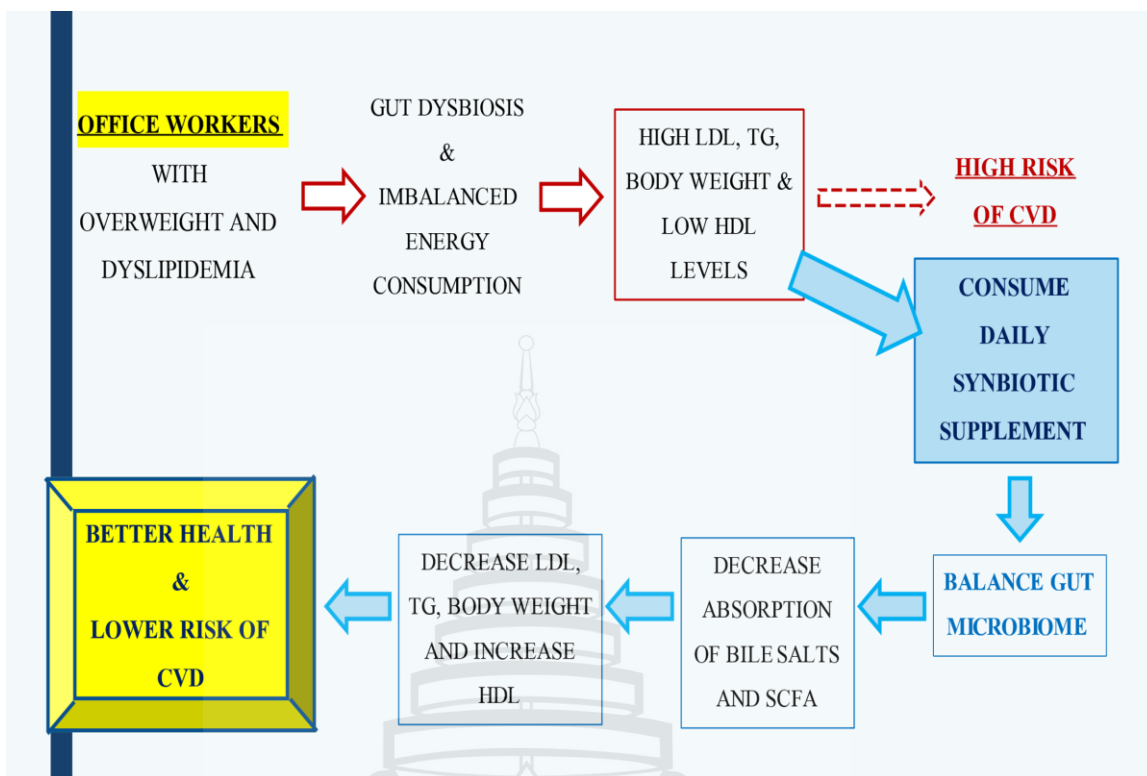 OFFICE WORKERS
WITH
OVERWEIGHT AND
DYSLIPIDEMIA
GUT DYSBIOSIS
&
IMBALANCED
ENERGY
CONSUMPTION
HIGH LDL, TG,
BODY WEIGHT &
LOW HDL
LEVELS
HIGH RISK
OF CVD
CONSUME
DAILY
SYNBIOTIC
SUPPLEMENT
BALANCE GUT
MICROBIOME
DECREASE
ABSORPTION
OF BILE SALTS
AND SCFA
DECREASE LDL,
TG, BODY WEIGHT
AND INCREASE
HDL
BETTER HEALTH
&
LOWER RISK OF
CVD